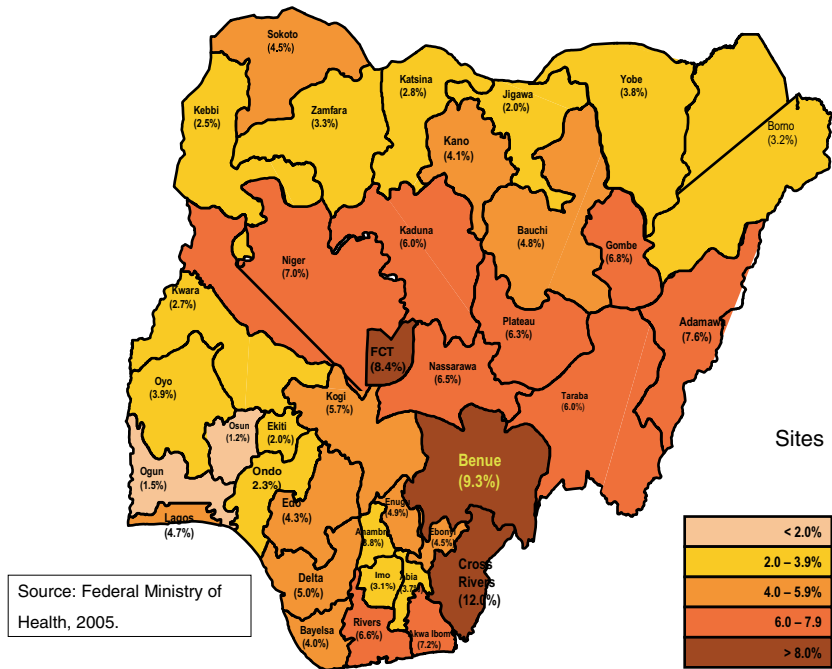 Sokoto
(4.5%)
Katsina
(2.8%)
Yobe
(3.8%)
Jigawa
(2.0%)
Kebbi
(2.5%)
Zamfara
(3.3%)
Borno
(3.2%)
Kano
(4.1%)
Kaduna
(6.0%)
Bauchi
(4.8%)
Gombe
(6.8%)
Niger
(7.0%)
Kwara
(2.7%)
Plateau
(6.3%)
Adamawa
(7.6%)
FCT
(8.4%)
Nassarawa
(6.5%)
Oyo
(3.9%)
Kogi
(5.7%)
Taraba
(6.0%)
Osun
(1.2%)
Ekiti
(2.0%)
Sites
Ogun
(1.5%)
Ondo
2.3%)
Benue
(9.3%)
Lagos
(4.7%)
Edo
(4.3%)
Enugu
(4.9%)
Anambra
3.8%)
Ebonyi
(4.5%)
Cross
Rivers
(12.0%)
Delta
(5.0%)
Imo
(3.1%)
Abia
(3.7%)
Bayelsa
(4.0%)
Rivers
(6.6%)
Akwa Ibom
(7.2%)
< 2.0%
2.0 – 3.9%
4.0 – 5.9%
6.0 – 7.9
> 8.0%
Source: Federal Ministry of
Health, 2005.